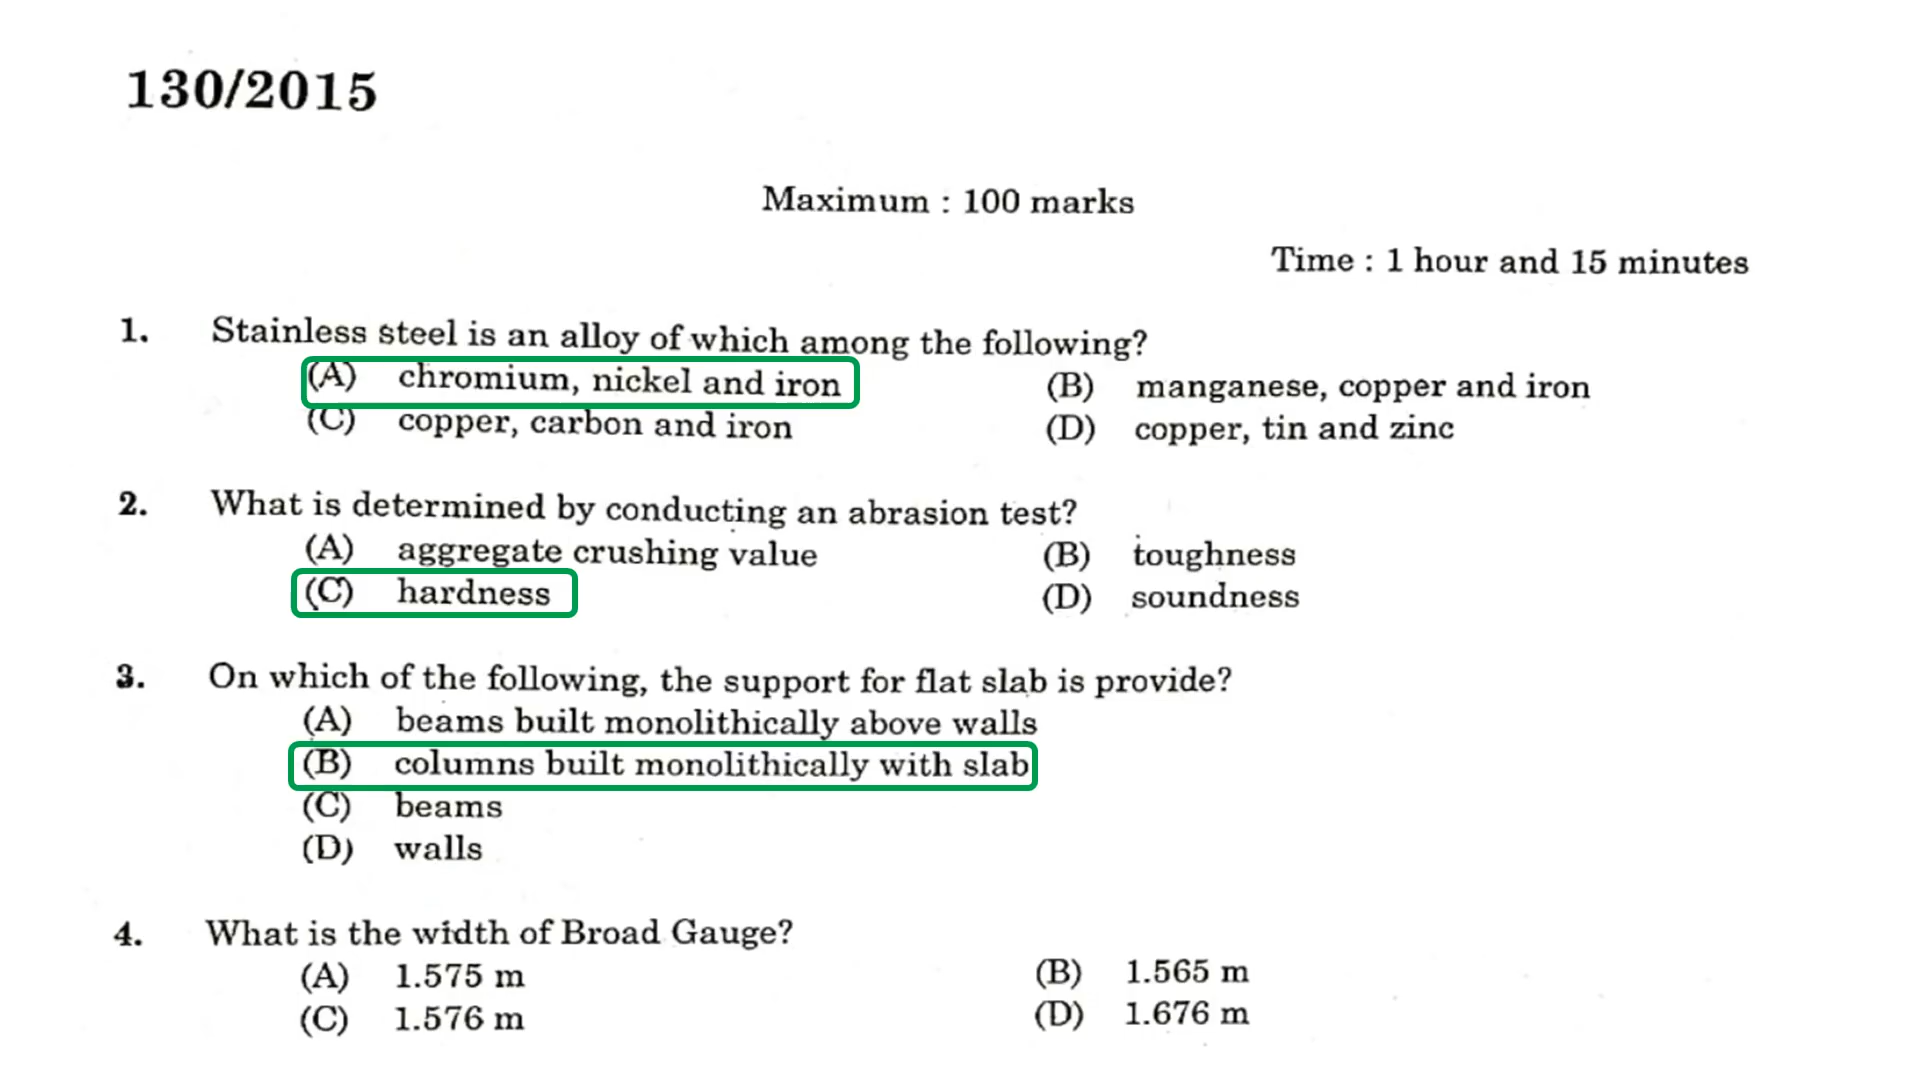 130/2015
Maximum : 100 marks
Time : 1 hour and 15 minutes
1. Stainless steel is an alloy of which among the following?
(A) chromium, nickel and iron (B) manganese, copper and iron
(C) copper, carbon and iron (D) copper, tin and zinc
2. What is determined by conducting an abrasion test?
(A) aggregate crushing value (B) toughness
(C) hardness (D) soundness
3. On which of the following, the support for flat slab is provide?
(A) beams built monolithically above walls
(B) columns built monolithically with slab
(C) beams
(D) walls
4. What is the width of Broad Gauge?
(A) 1.575 m (B) 1.565 m
(C) 1.576 m (D) 1.676 m